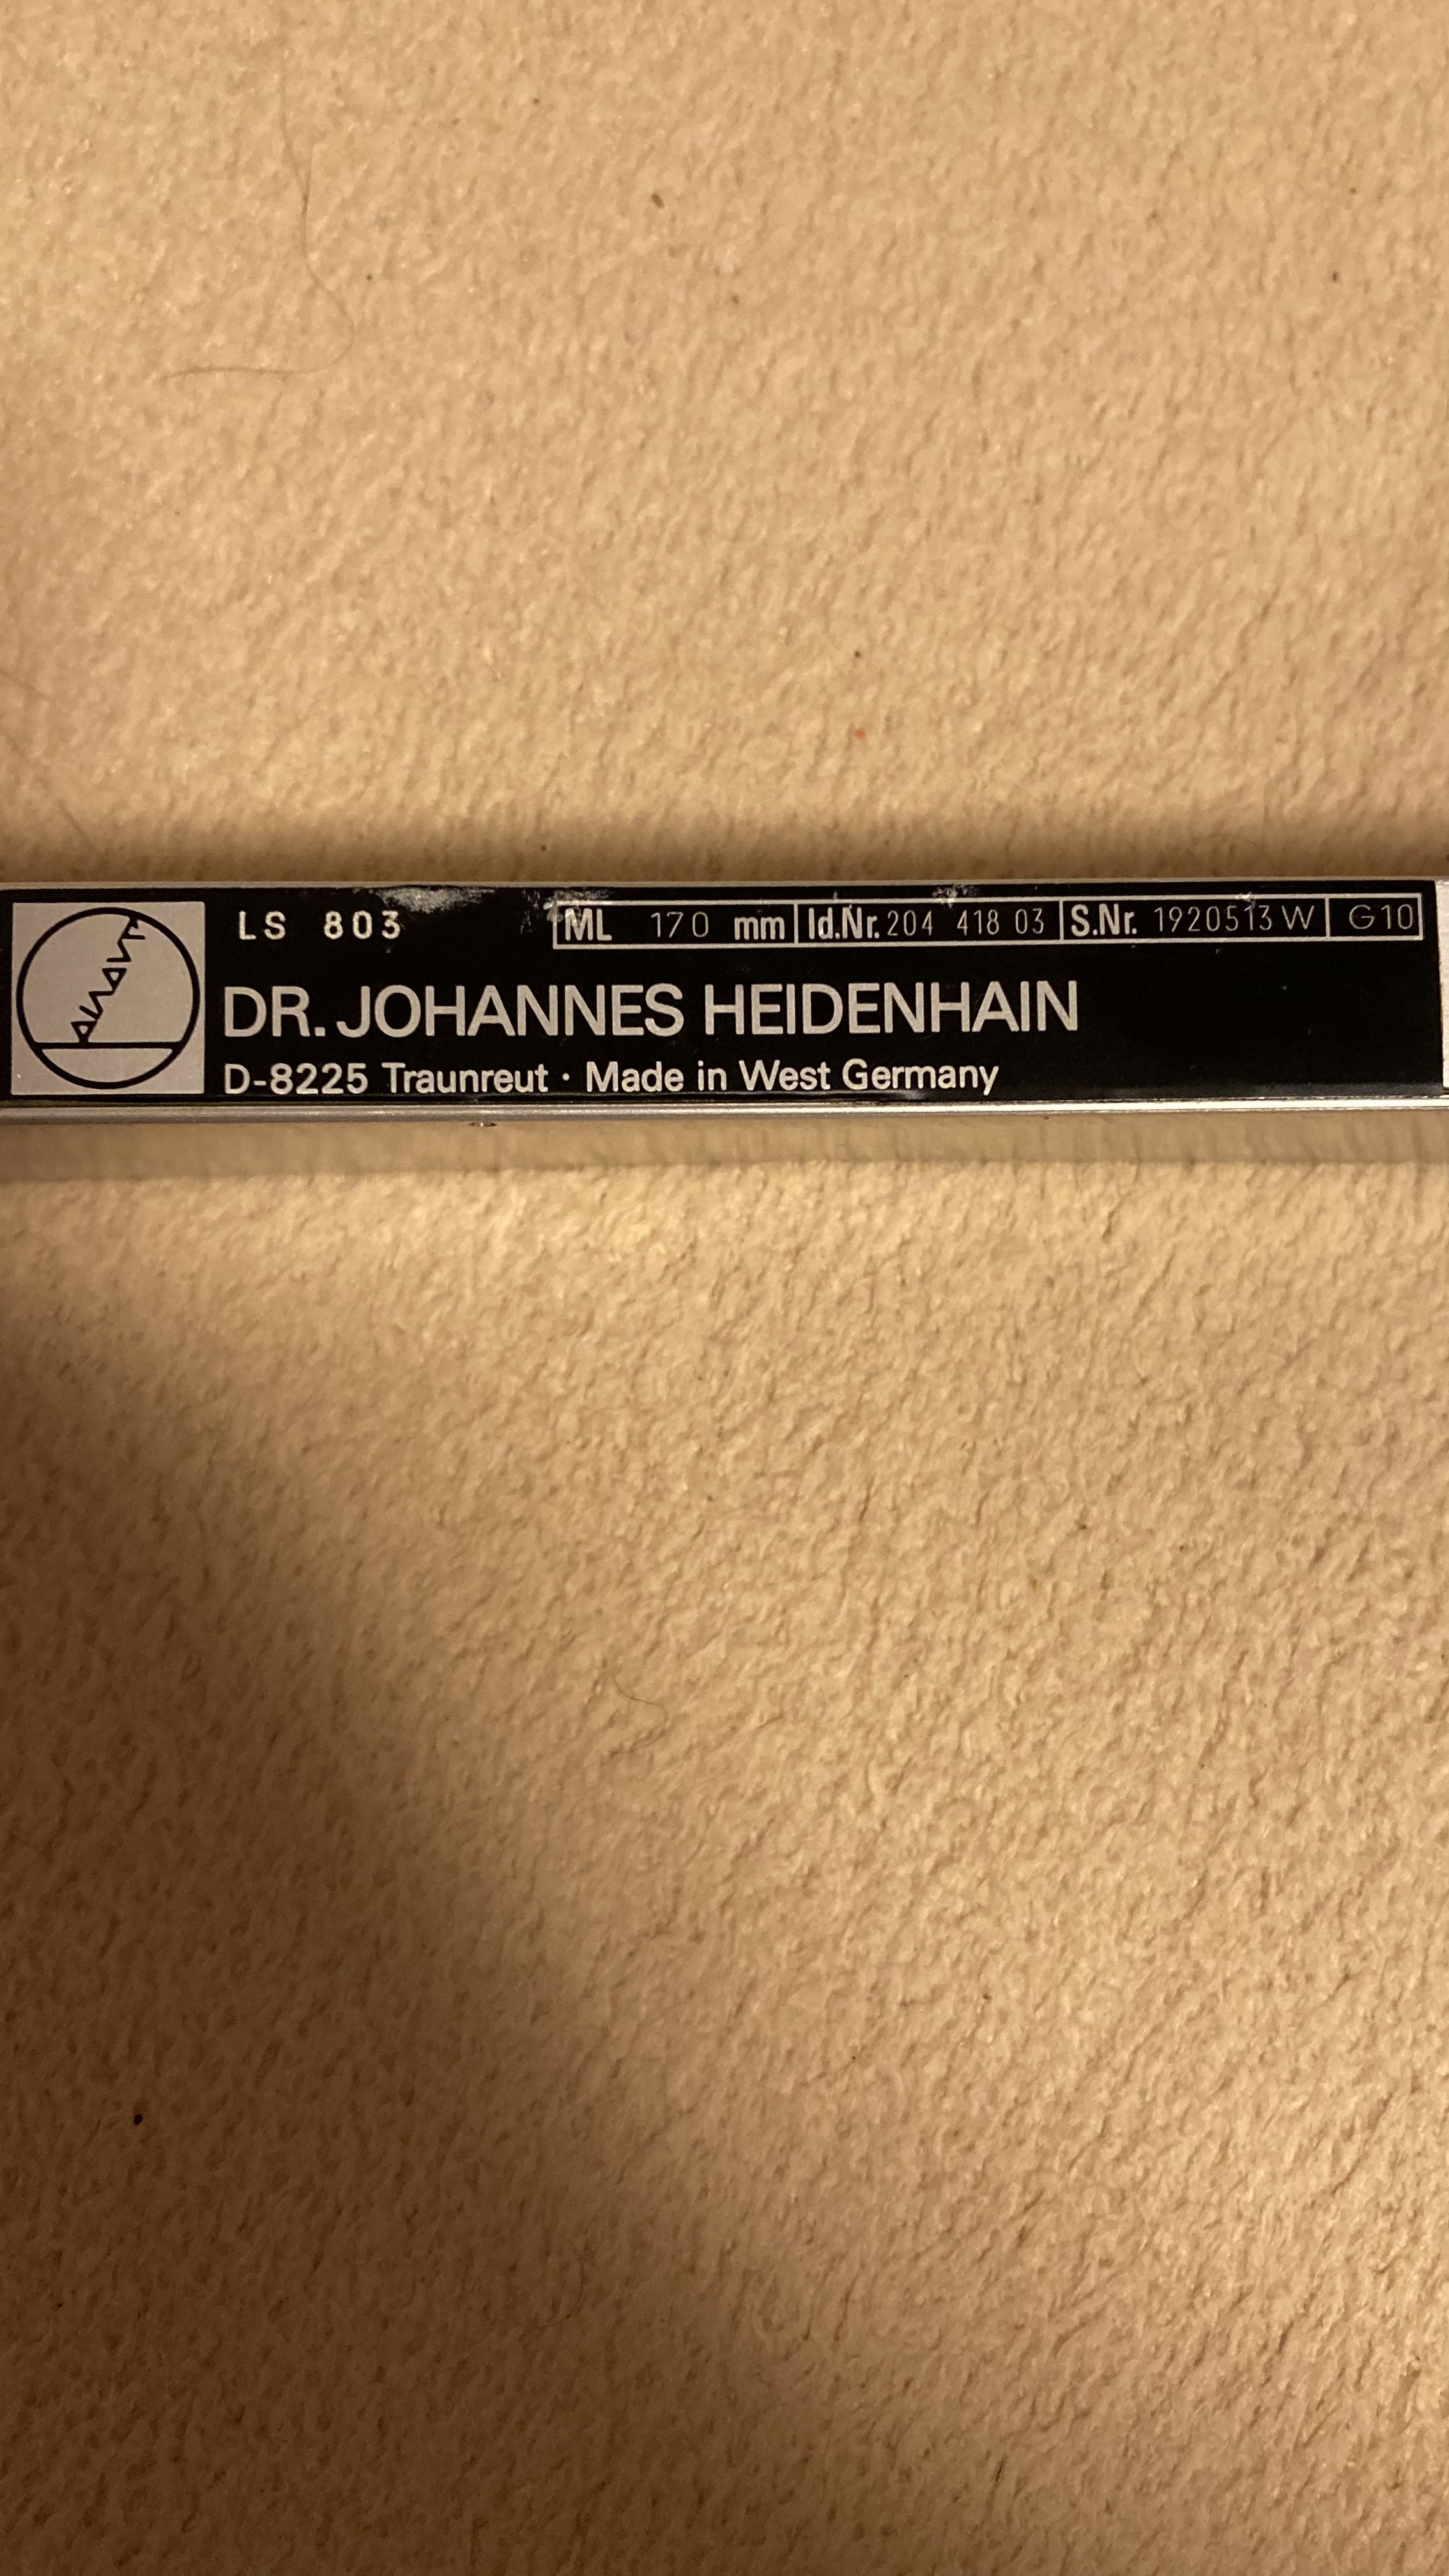 LS 803 ML 170 mm Id.Nr. 204 418 03 S.Nr. 1920513 W G10
DR. JOHANNES HEIDENHAIN
D-8225 Traunreut · Made in West Germany